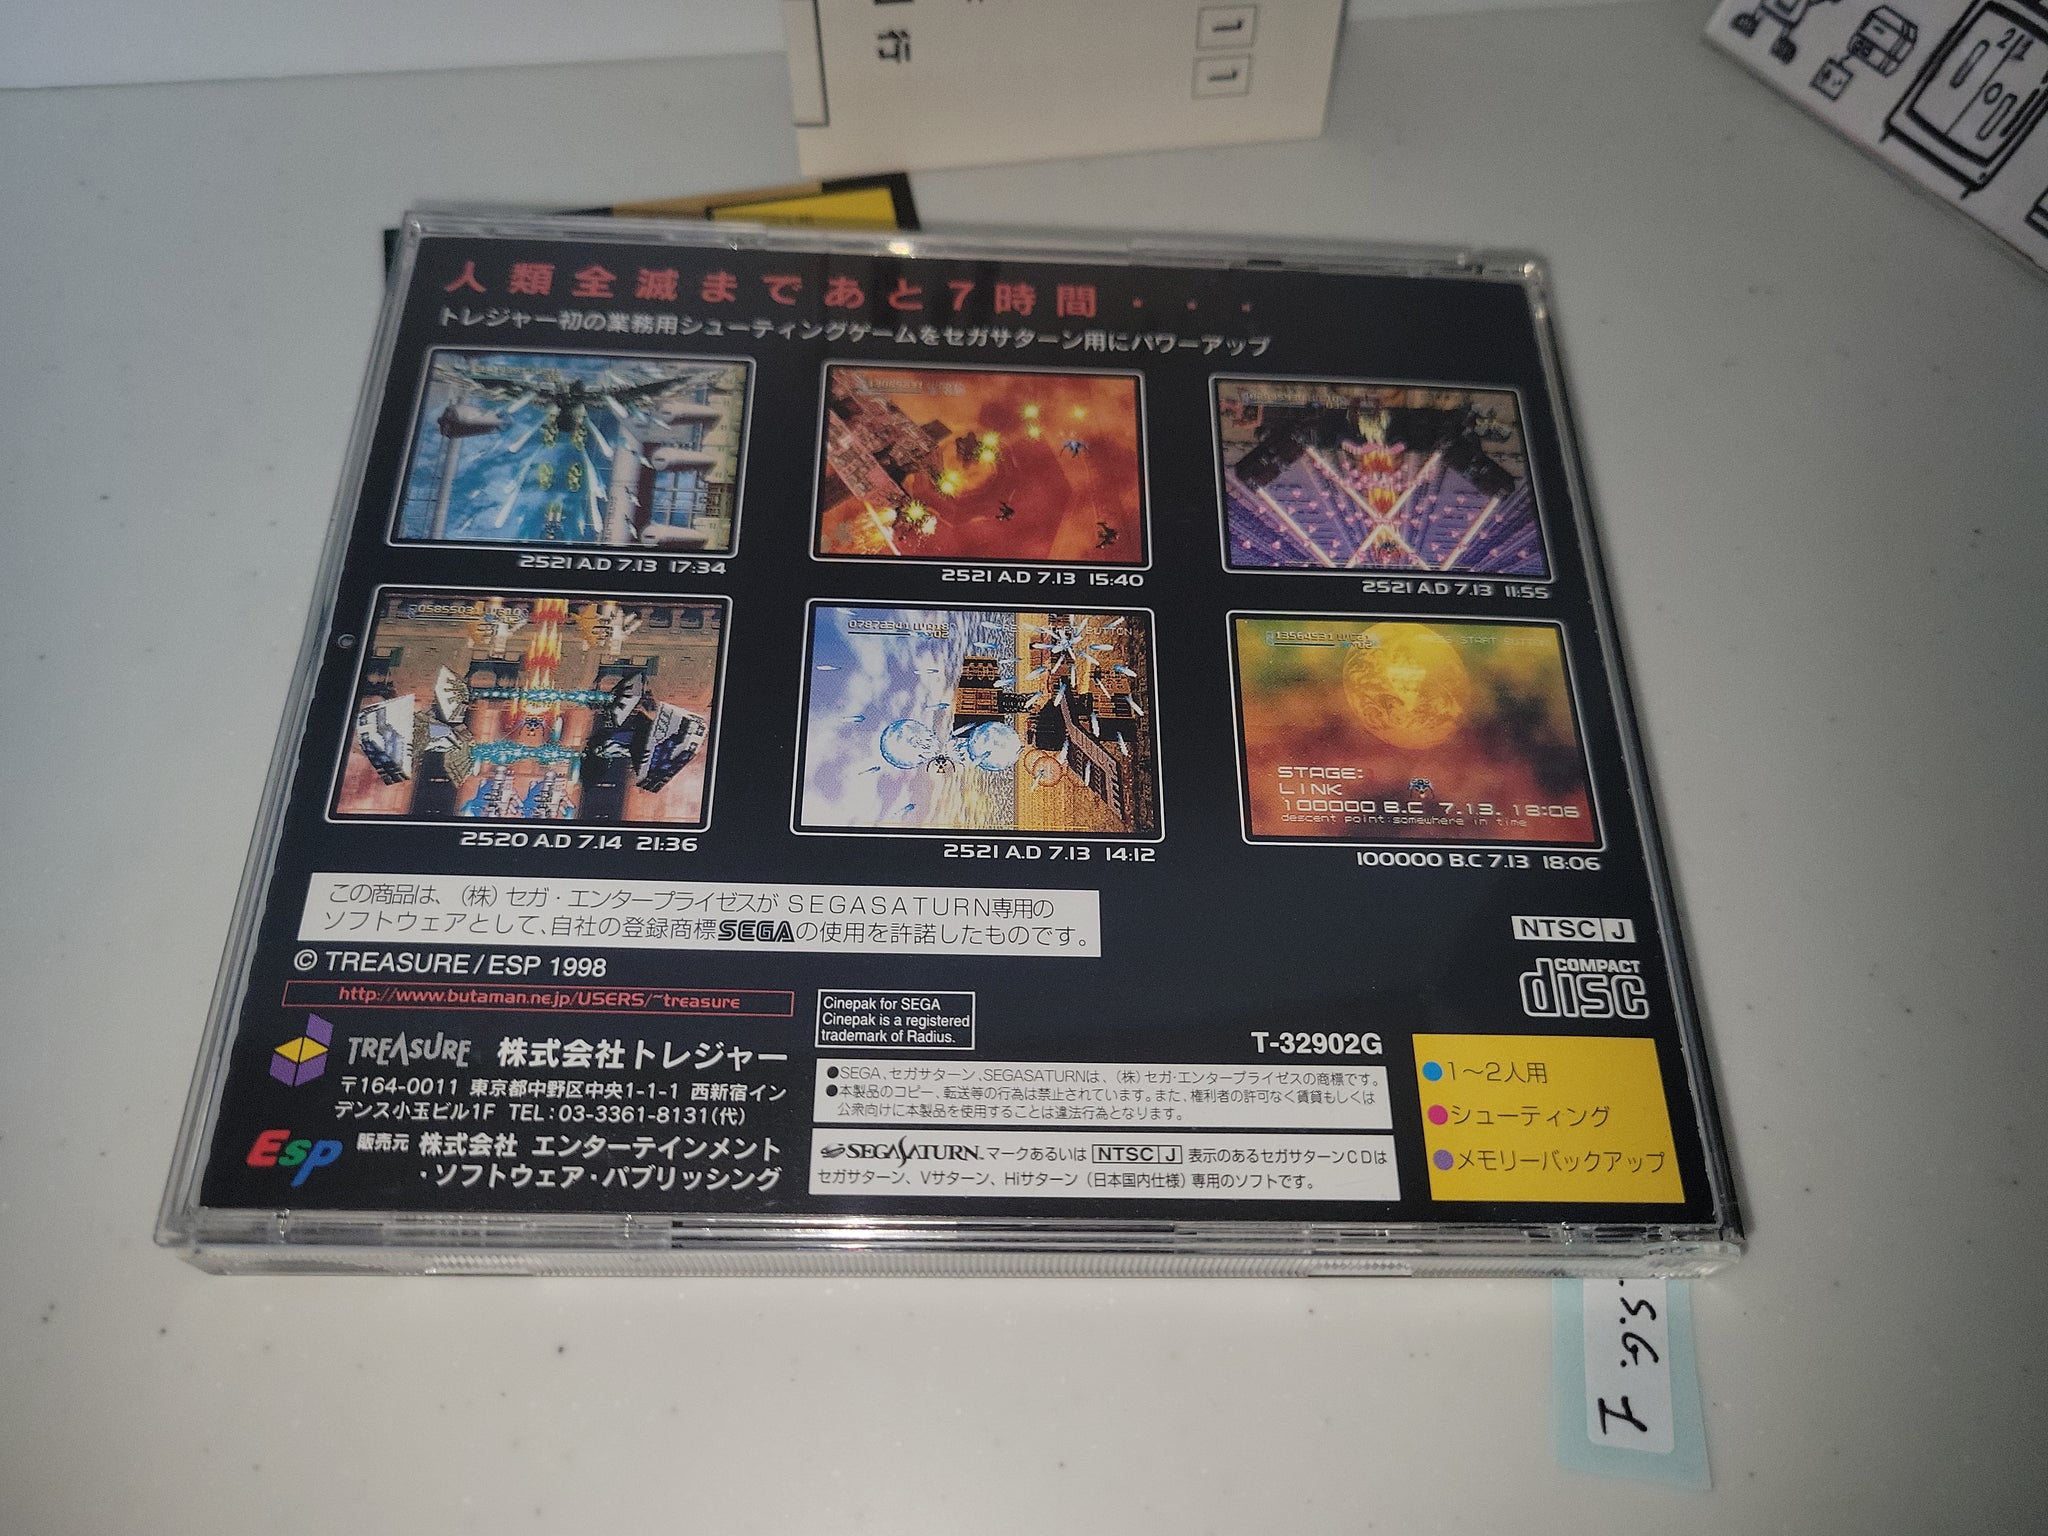 行
1
1
211
人類全滅まであと7時間・・・
トレジャー初の業務用シューティングゲームをセガサターン用にパワーアップ
2521 A.D 7.13 17:34
2521 A.D 7.13 15:40
2521 A.D 7.13 11:55
2520 A.D 7.14 21:36
2521 A.D 7.13 14:12
STAGE:
LINK
100000 B.C 7.13. 18:06
descent point:somewhere in time
100000 B.C 7.13 18:06
この商品は、(株)セガ・エンタープライゼスがSEGASATURN専用の
ソフトウェアとして、自社の登録商標SEGAの使用を許諾したものです。
NTSC J
© TREASURE/ESP 1998
COMPACT
disc
http://www.butaman.ne.jp/USERS/~treasure
Cinepak for SEGA
Cinepak is a registered
trademark of Radius.
TREASURE 株式会社トレジャー
〒164-0011 東京都中野区中央1-1-1 西新宿イン
デンス小玉ビル1F TEL:03-3361-8131(代)
Esp 販売元 株式会社 エンターテインメント
・ソフトウェア・パブリッシング
T-32902G
●SEGA、セガサターン、SEGASATURNは、(株)セガ・エンタープライゼスの商標です。
●本製品のコピー、転送等の行為は禁止されています。また、権利者の許可なく賃貸もしくは
公衆向けに本製品を使用することは違法行為となります。
SEGASATURN. マークあるいは NTSC J 表示のあるセガサターンCDは
セガサターン、Vサターン、Hiサターン(日本国内仕様)専用のソフトです。
●1〜2人用
●シューティング
●メモリーバックアップ